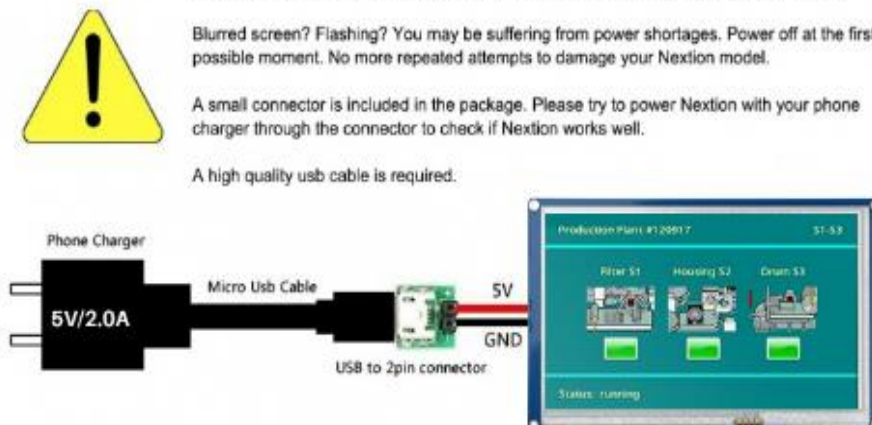 Blurred screen? Flashing? You may be suffering from power shortages. Power off at the first
possible moment. No more repeated attempts to damage your Nextion model.
A small connector is included in the package. Please try to power Nextion with your phone
charger through the connector to check if Nextion works well.
A high quality usb cable is required.
Phone Charger
5V/2.0A
Micro Usb Cable
5V
GND
USB to 2pin connector
Production Plant #120917
S1-S3
Filter S1
Housing S2
Drum S3
Status: running